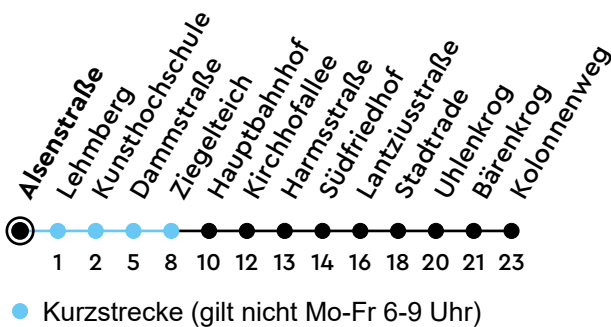 Alsenstraße
Lehmberg
Kunsthochschule
Dammstraße
Ziegelteich
Hauptbahnhof
Kirchhofallee
Harmsstraße
Südfriedhof
Lantziusstraße
Stadtrade
Uhlenkrog
Bärenkrog
Kolonnenweg
1 2 5 8 10 12 13 14 16 18 20 21 23
Kurzstrecke (gilt nicht Mo-Fr 6-9 Uhr)